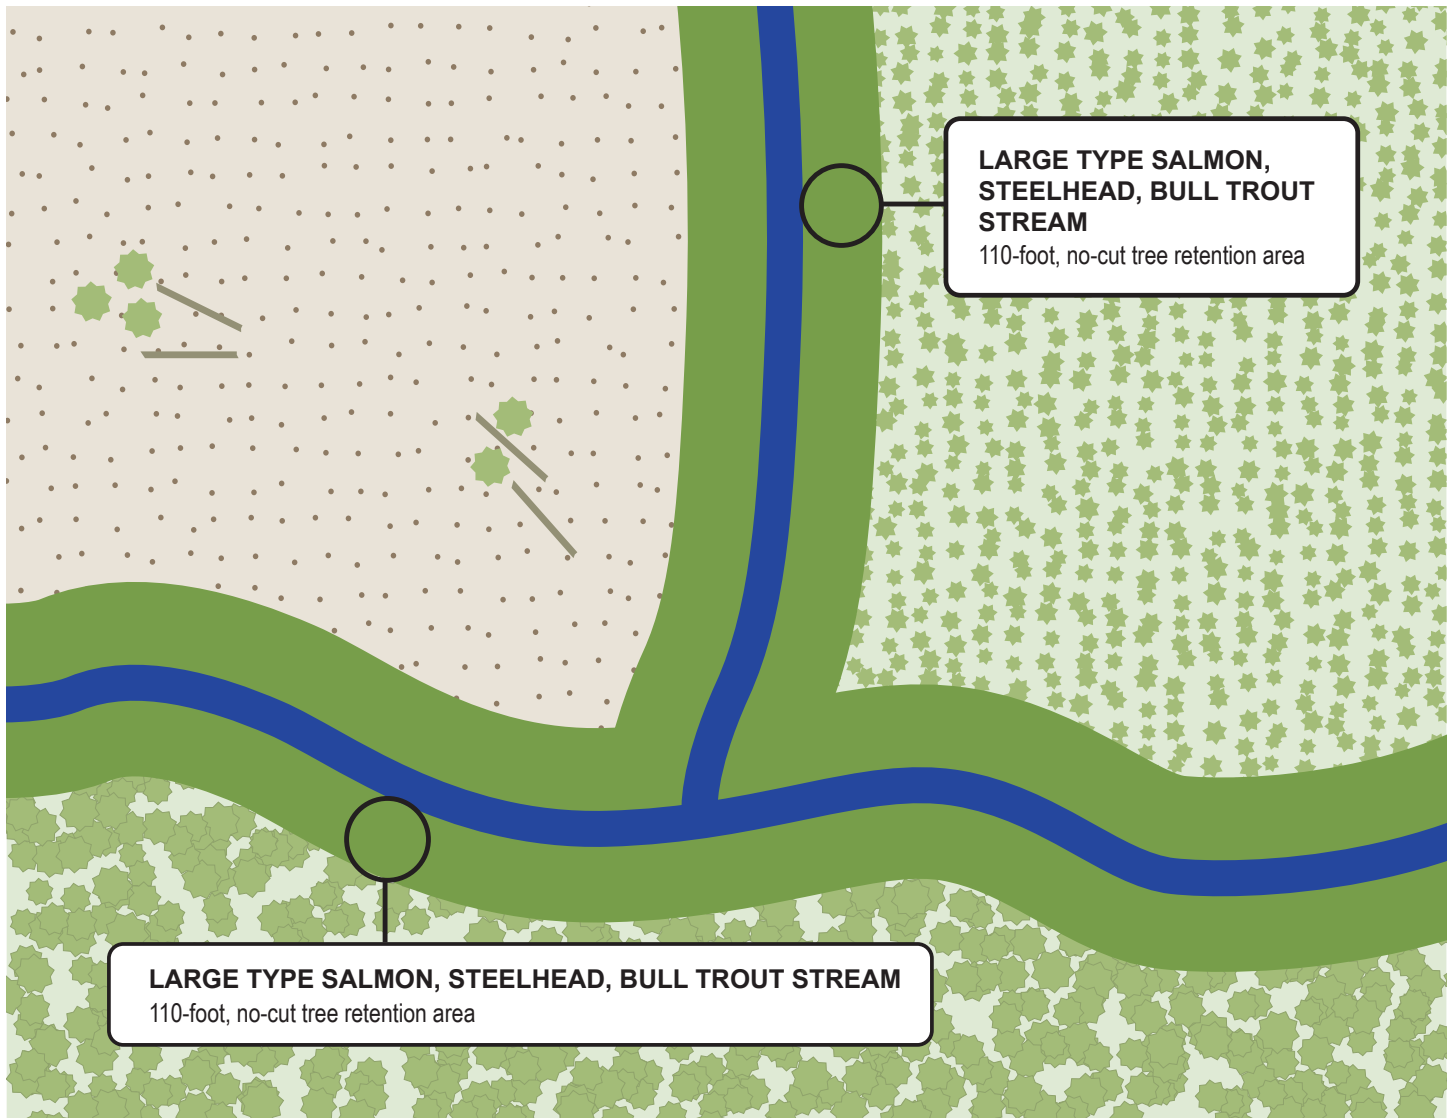 LARGE TYPE SALMON,
STEELHEAD, BULL TROUT
STREAM
110-foot, no-cut tree retention area
LARGE TYPE SALMON, STEELHEAD, BULL TROUT STREAM
110-foot, no-cut tree retention area